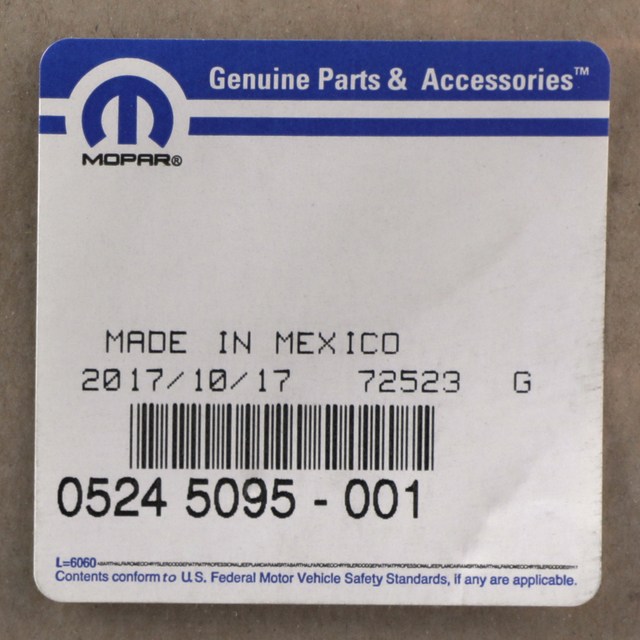 Genuine Parts & Accessories™
MOPAR®
MADE IN MEXICO
2017/10/17 72523 G
0524 5095 - 001
L=6060
Contents conform to U.S. Federal Motor Vehicle Safety Standards, if any are applicable.